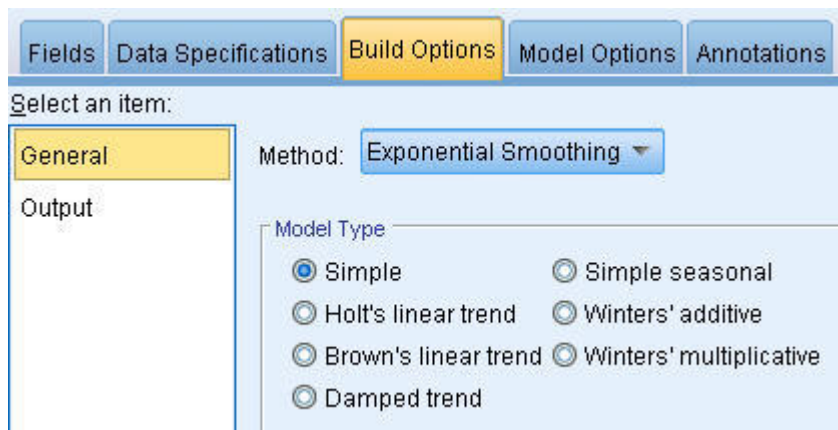 Fields Data Specifications Build Options Model Options Annotations
Select an item:
General
Output
Method: Exponential Smoothing
Model Type
Simple Simple seasonal
Holt's linear trend Winters' additive
Brown's linear trend Winters' multiplicative
Damped trend